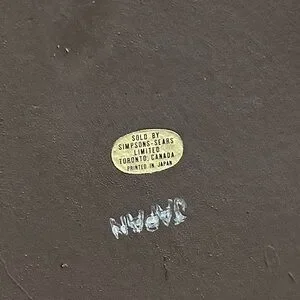 SOLD BY
SIMPSONS-SEARS
LIMITED
TORONTO, CANADA
PRINTED IN JAPAN
JAPAN